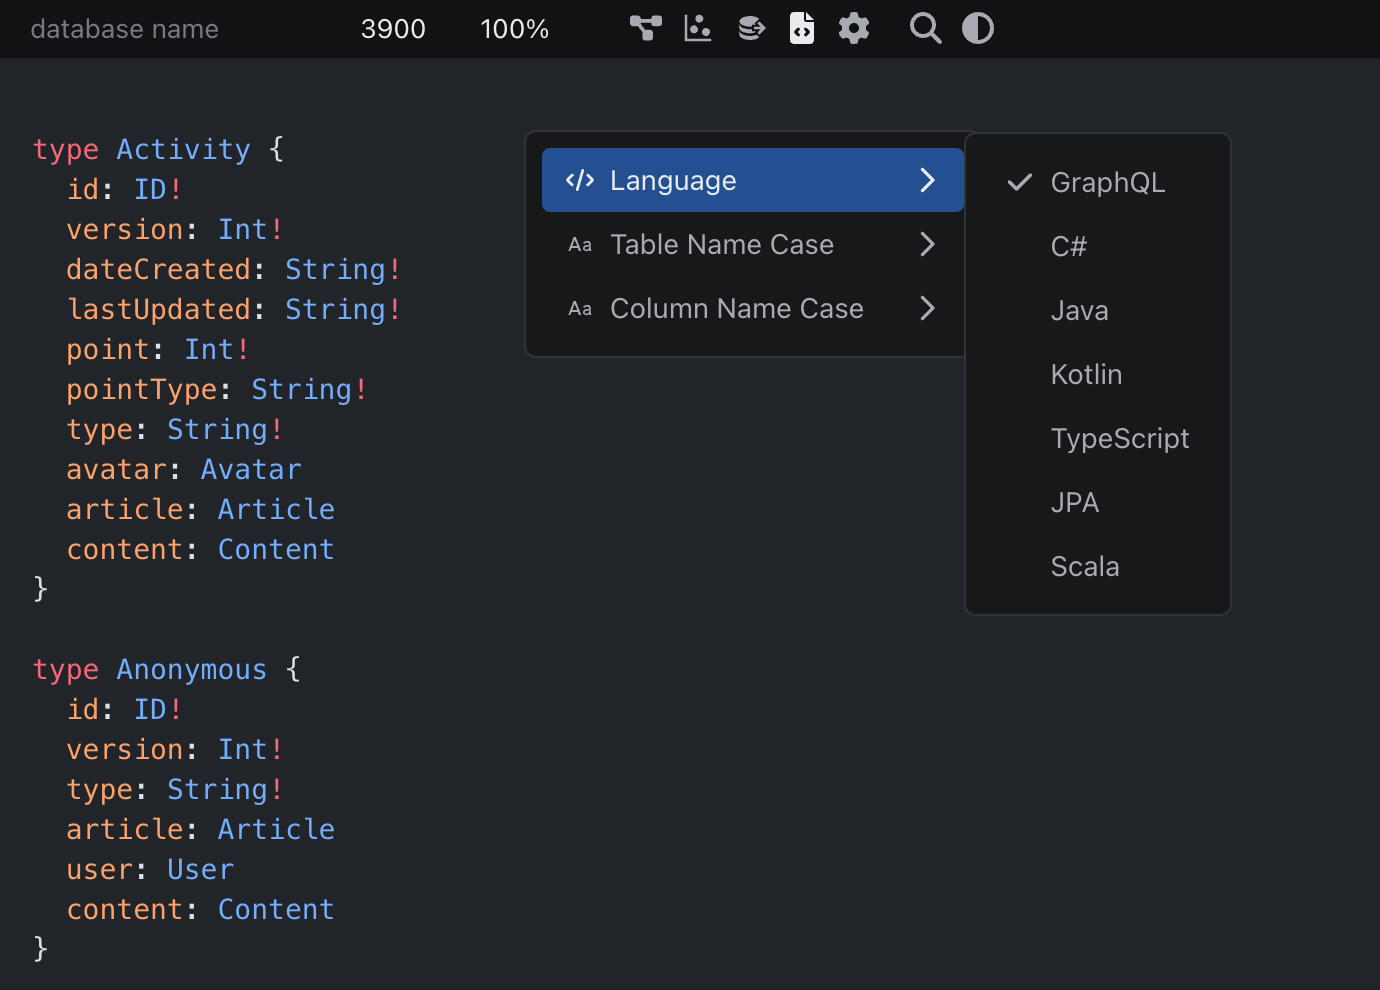 database name 3900 100%
type Activity {
  id: ID!
  version: Int!
  dateCreated: String!
  lastUpdated: String!
  point: Int!
  pointType: String!
  type: String!
  avatar: Avatar
  article: Article
  content: Content
}
type Anonymous {
  id: ID!
  version: Int!
  type: String!
  article: Article
  user: User
  content: Content
}
</> Language
Aa Table Name Case
Aa Column Name Case
GraphQL
C#
Java
Kotlin
TypeScript
JPA
Scala